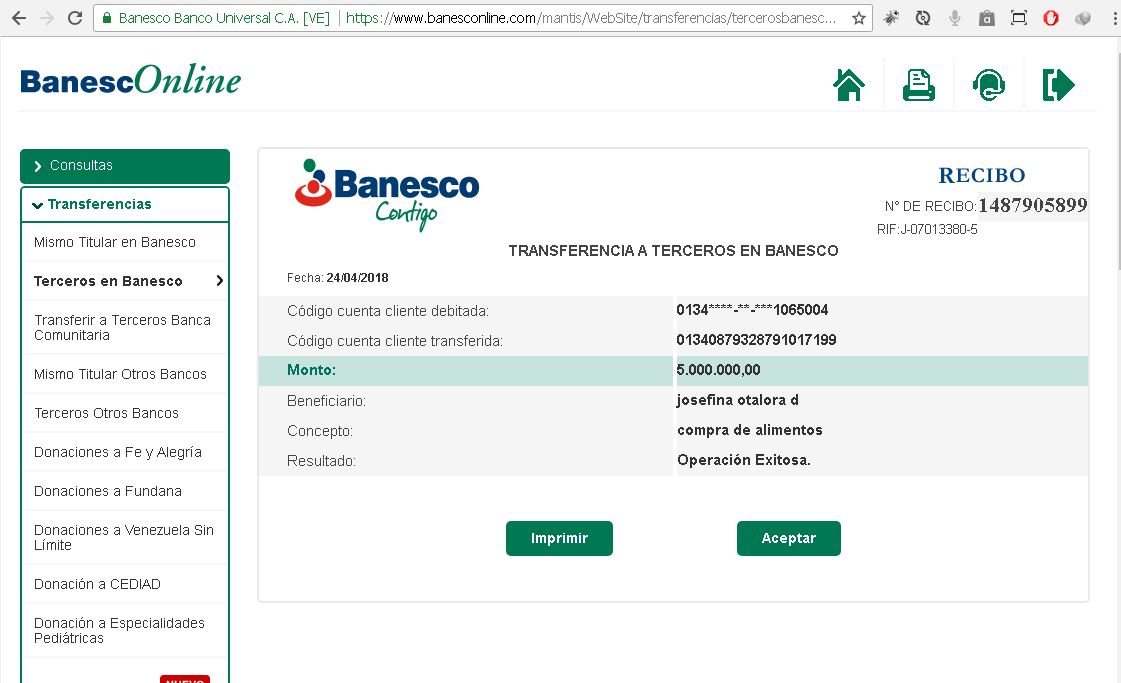 Banesco Banco Universal C.A. [VE] https://www.banesconline.com/mantis/WebSite/transferencias/tercerosbanesc...
BanescOnline
Consultas
Transferencias
Mismo Titular en Banesco
Terceros en Banesco
Transferir a Terceros Banca
Comunitaria
Mismo Titular Otros Bancos
Terceros Otros Bancos
Donaciones a Fe y Alegría
Donaciones a Fundana
Donaciones a Venezuela Sin
Límite
Donación a CEDIAD
Donación a Especialidades
Pediátricas
NUEVO
Banesco
Contigo
RECIBO
N° DE RECIBO: 1487905899
RIF:J-07013380-5
TRANSFERENCIA A TERCEROS EN BANESCO
Fecha: 24/04/2018
Código cuenta cliente debitada: 0134****-**-***1065004
Código cuenta cliente transferida: 01340879328791017199
Monto: 5.000.000,00
Beneficiario: josefina otalora d
Concepto: compra de alimentos
Resultado: Operación Exitosa.
Imprimir Aceptar